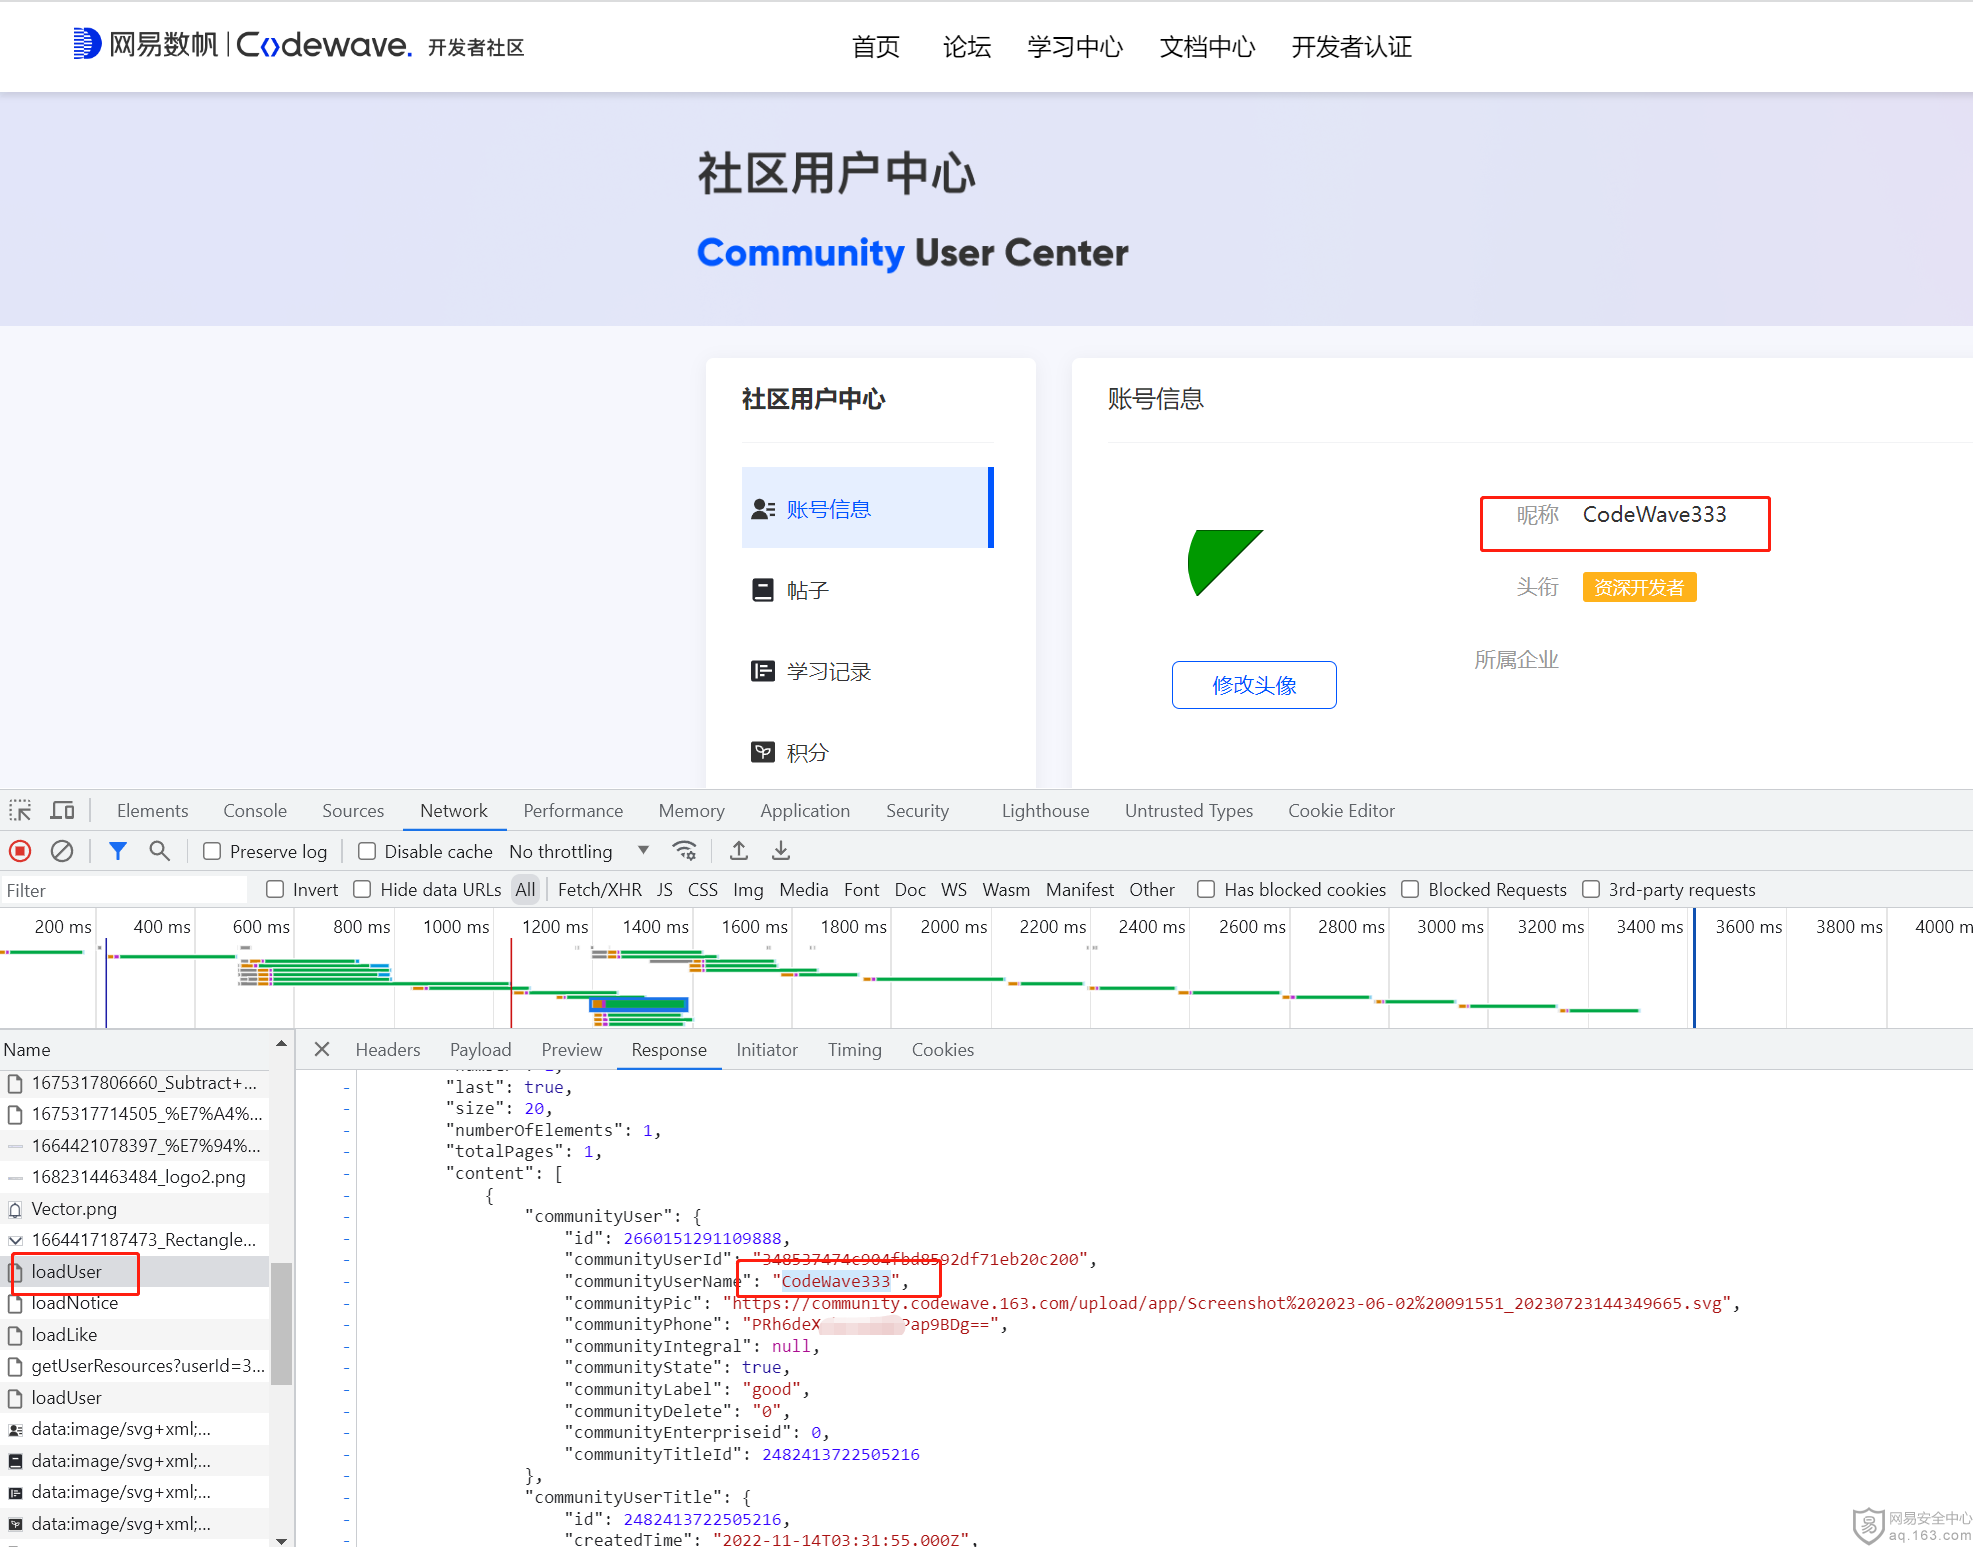 网易数帆 Codewave. 开发者社区 首页 论坛 学习中心 文档中心 开发者认证
社区用户中心
Community User Center
社区用户中心
账号信息
帖子
学习记录
积分
账号信息
昵称 CodeWave333
头衔 资深开发者
所属企业
修改头像
Elements Console Sources Network Performance Memory Application Security Lighthouse Untrusted Types Cookie Editor
Preserve log Disable cache No throttling
Filter Invert Hide data URLs All Fetch/XHR JS CSS Img Media Font Doc WS Wasm Manifest Other Has blocked cookies Blocked Requests 3rd-party requests
200 ms 400 ms 600 ms 800 ms 1000 ms 1200 ms 1400 ms 1600 ms 1800 ms 2000 ms 2200 ms 2400 ms 2600 ms 2800 ms 3000 ms 3200 ms 3400 ms 3600 ms 3800 ms 4000 m
Name
1675317806660_Subtract+...
1675317714505_%E7%A4%...
1664421078397_%E7%94%...
1682314463484_logo2.png
Vector.png
1664417187473_Rectangle...
loadUser
loadNotice
loadLike
getUserResources?userId=3...
loadUser
data:image/svg+xml;...
data:image/svg+xml;...
data:image/svg+xml;...
data:image/svg+xml;...
Headers Payload Preview Response Initiator Timing Cookies
"last": true,
"size": 20,
"numberOfElements": 1,
"totalPages": 1,
"content": [
{
"communityUser": {
"id": 2660151291109888,
"communityUserId": "348537474c904fbd8592df71eb20c200",
"communityUserName": "CodeWave333",
"communityPic": "https://community.codewave.163.com/upload/app/Screenshot%202023-06-02%20091551_20230723144349665.svg",
"communityPhone": "PRh6deX Pap9BDg==",
"communityIntegral": null,
"communityState": true,
"communityLabel": "good",
"communityDelete": "0",
"communityEnterpriseid": 0,
"communityTitleId": 2482413722505216
},
"communityUserTitle": {
"id": 2482413722505216,
"createdTime": "2022-11-14T03:31:55.000Z",
网易安全中心
aq.163.com